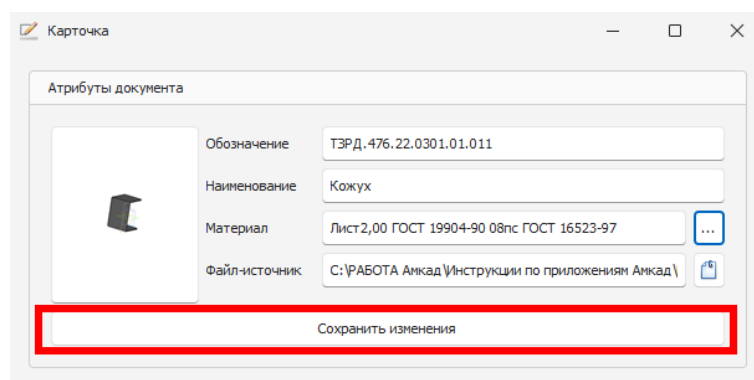 Карточка
Атрибуты документа
Обозначение ТЗРД.476.22.0301.01.011
Наименование Кожух
Материал Лист2,00 ГОСТ 19904-90 08пс ГОСТ 16523-97 ...
Файл-источник C:\РАБОТА Амкад\Инструкции по приложениям Амкад\
Сохранить изменения